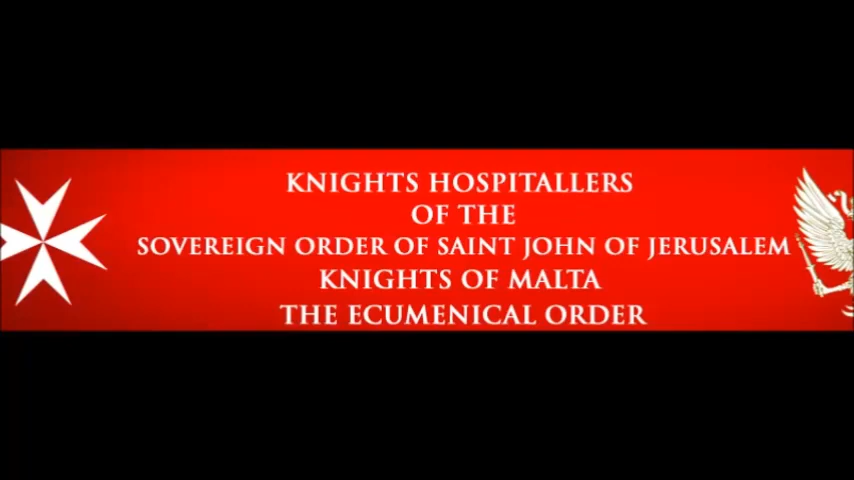 KNIGHTS HOSPITALLERS
OF THE
SOVEREIGN ORDER OF SAINT JOHN OF JERUSALEM
KNIGHTS OF MALTA
THE ECUMENICAL ORDER